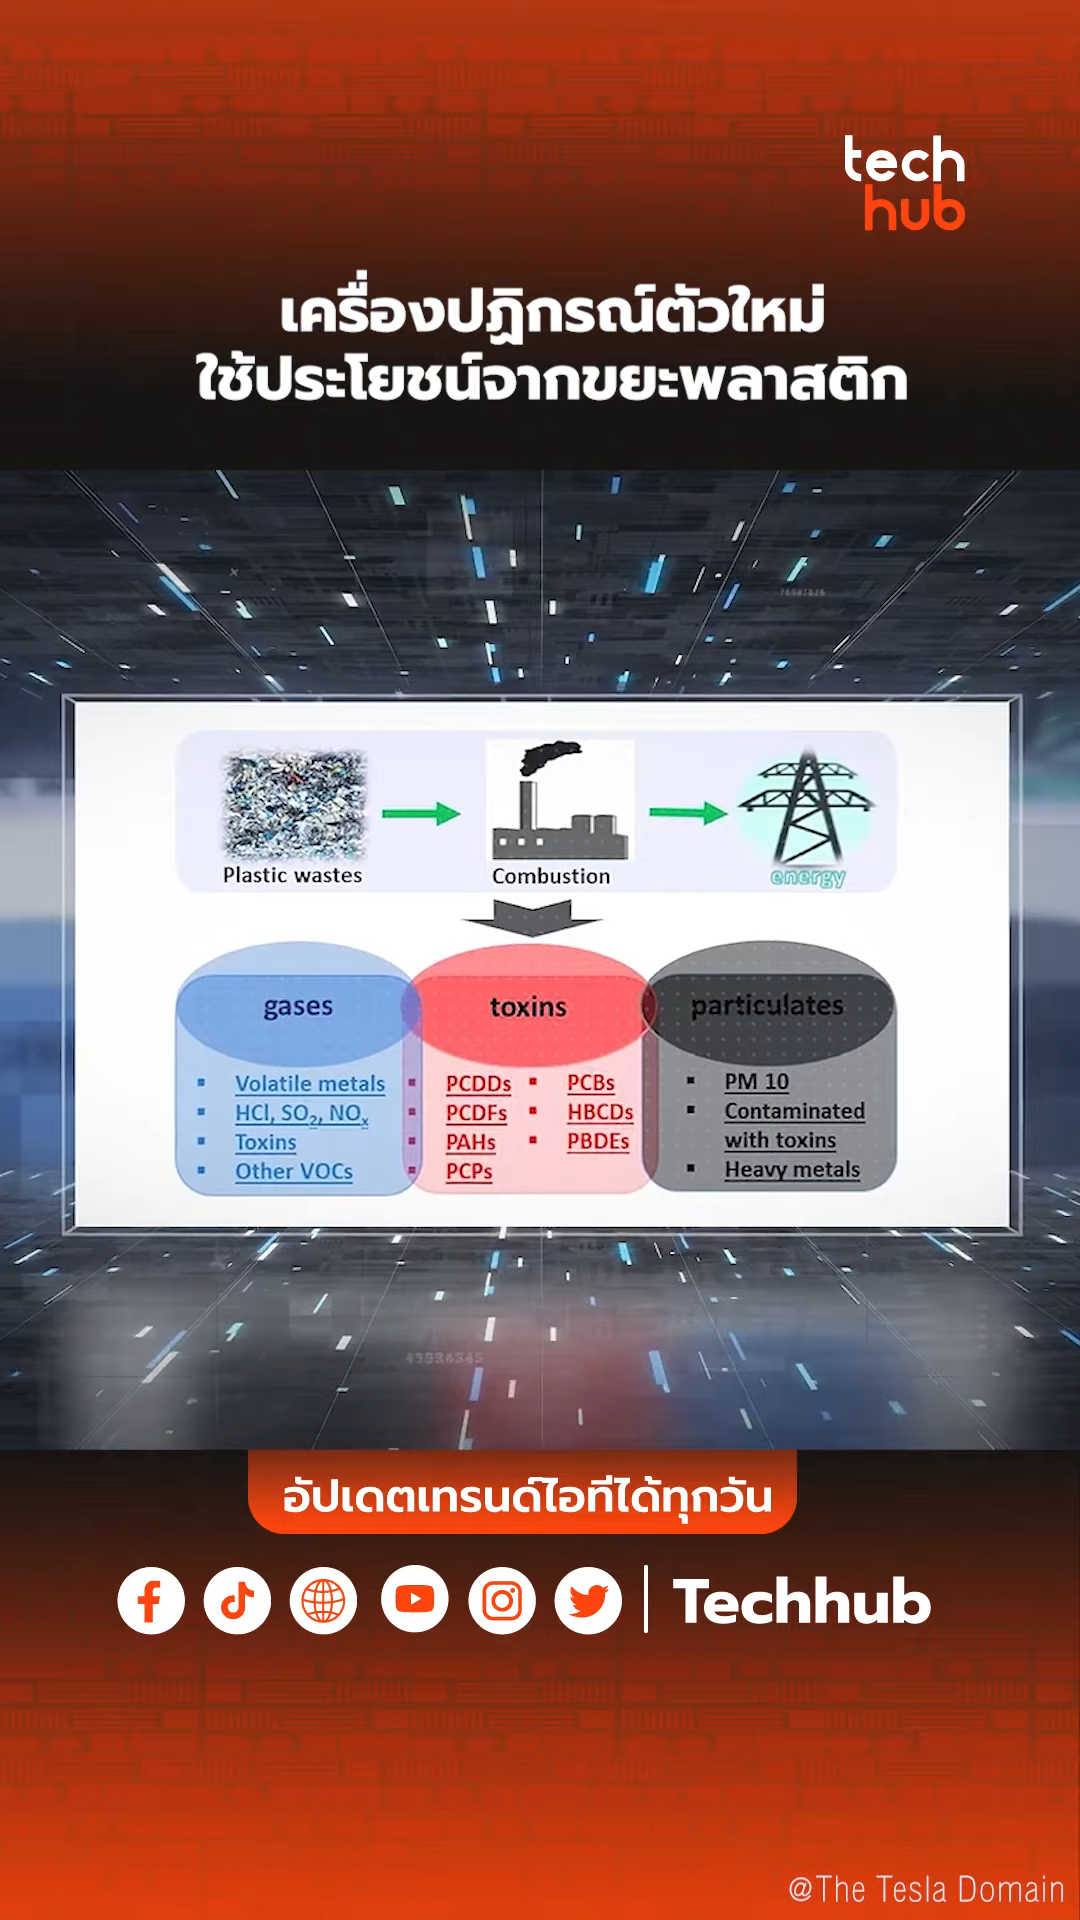 tech
hub
เครื่องปฏิกรณ์ตัวใหม่
ใช้ประโยชน์จากขยะพลาสติก
76987826
Plastic wastes
Combustion
energy
gases
Volatile metals
HCl, SO₂, NOₓ
Toxins
Other VOCs
toxins
PCDDs
PCDFs
PAHs
PCPs
PCBs
HBCDs
PBDEs
particulates
PM 10
Contaminated
with toxins
Heavy metals
อัปเดตเทรนด์ไอทีได้ทุกวัน
Techhub
@The Tesla Domain